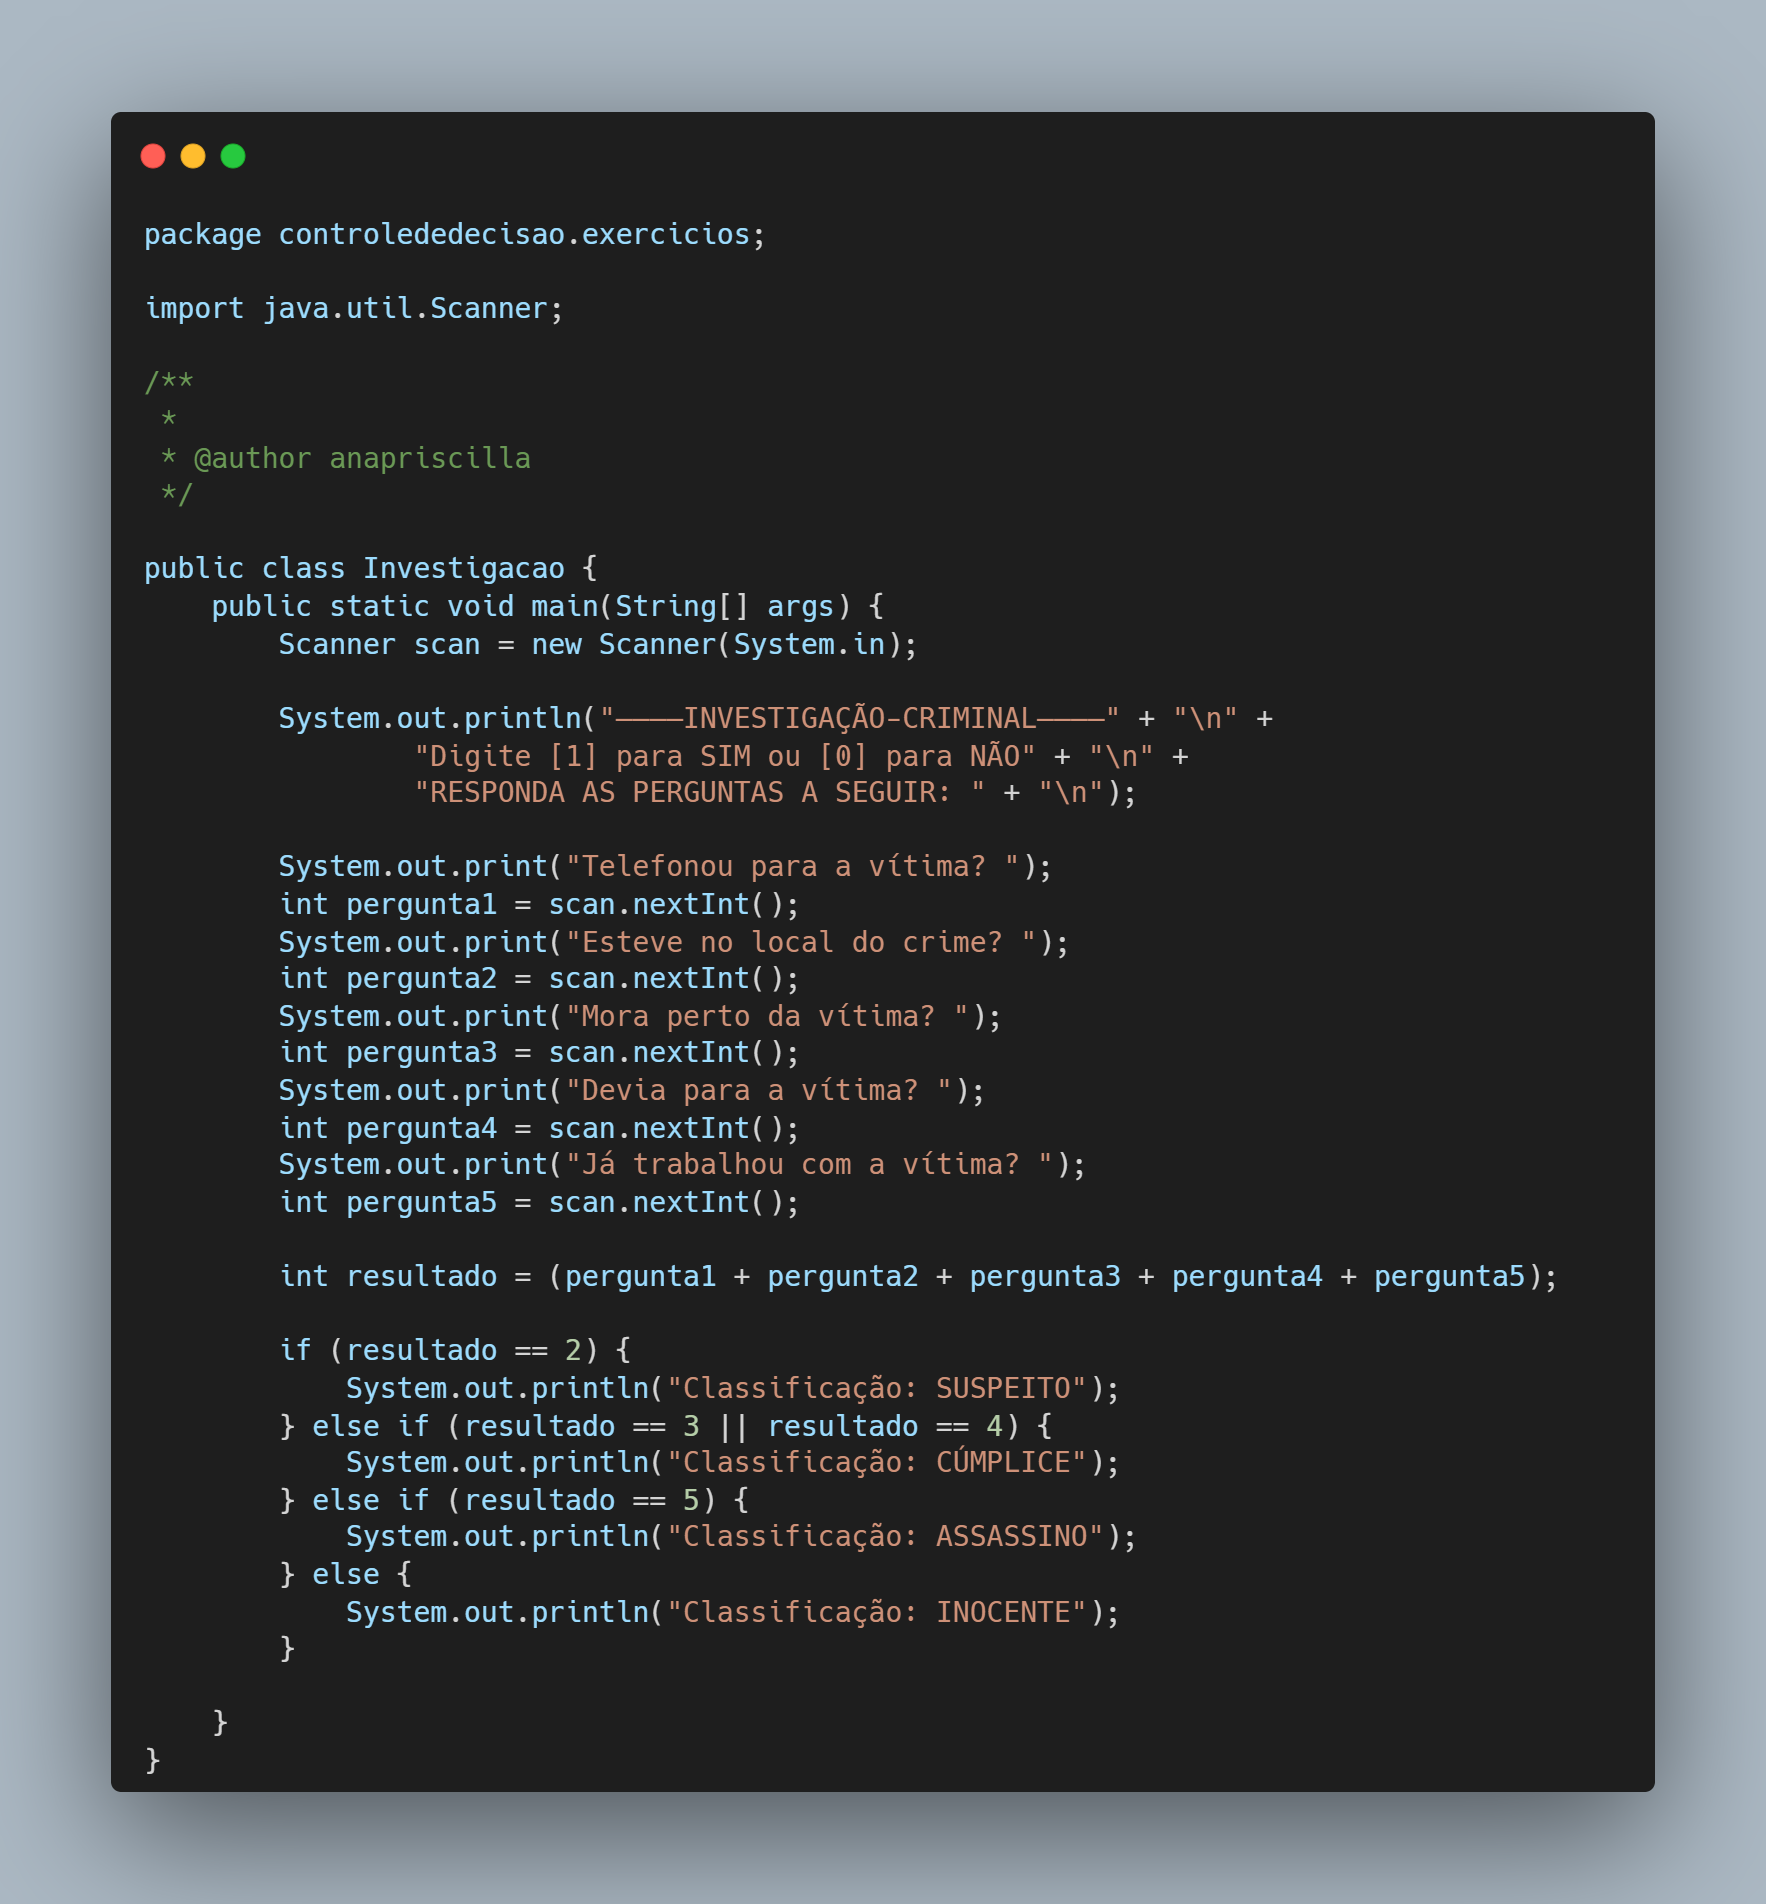 package controlededecisao.exercicios;

import java.util.Scanner;

/**
 *
 * @author anapriscilla
 */

public class Investigacao {
    public static void main(String[] args) {
        Scanner scan = new Scanner(System.in);

        System.out.println("————INVESTIGAÇÃO-CRIMINAL————" + "\n" +
                "Digite [1] para SIM ou [0] para NÃO" + "\n" +
                "RESPONDA AS PERGUNTAS A SEGUIR: " + "\n");

        System.out.print("Telefonou para a vítima? ");
        int pergunta1 = scan.nextInt();
        System.out.print("Esteve no local do crime? ");
        int pergunta2 = scan.nextInt();
        System.out.print("Mora perto da vítima? ");
        int pergunta3 = scan.nextInt();
        System.out.print("Devia para a vítima? ");
        int pergunta4 = scan.nextInt();
        System.out.print("Já trabalhou com a vítima? ");
        int pergunta5 = scan.nextInt();

        int resultado = (pergunta1 + pergunta2 + pergunta3 + pergunta4 + pergunta5);

        if (resultado == 2) {
            System.out.println("Classificação: SUSPEITO");
        } else if (resultado == 3 || resultado == 4) {
            System.out.println("Classificação: CÚMPLICE");
        } else if (resultado == 5) {
            System.out.println("Classificação: ASSASSINO");
        } else {
            System.out.println("Classificação: INOCENTE");
        }

    }
}